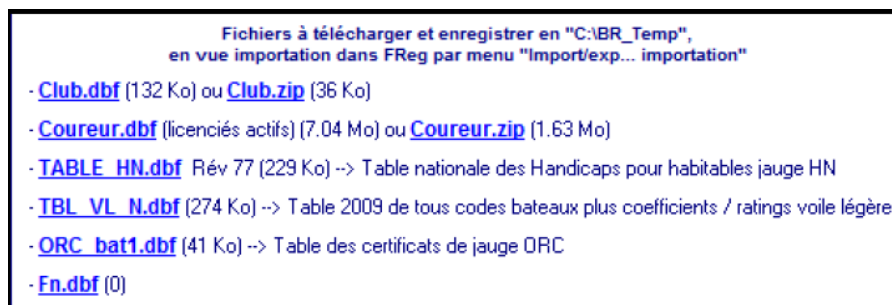 Fichiers à télécharger et enregistrer en "C:\BR_Temp",
en vue importation dans FReg par menu "Import/exp... importation"
- Club.dbf (132 Ko) ou Club.zip (36 Ko)
- Coureur.dbf (licenciés actifs) (7.04 Mo) ou Coureur.zip (1.63 Mo)
- TABLE_HN.dbf Rév 77 (229 Ko) --> Table nationale des Handicaps pour habitables jauge HN
- TBL_VL_N.dbf (274 Ko) --> Table 2009 de tous codes bateaux plus coefficients / ratings voile légère
- ORC_bat1.dbf (41 Ko) --> Table des certificats de jauge ORC
- Fn.dbf (0)